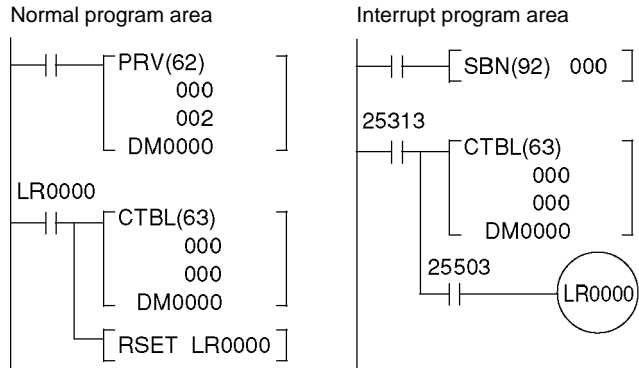 Normal program area
PRV(62)
000
002
DM0000
LR0000
CTBL(63)
000
000
DM0000
RSET LR0000
Interrupt program area
SBN(92) 000
25313
CTBL(63)
000
000
DM0000
25503
LR0000